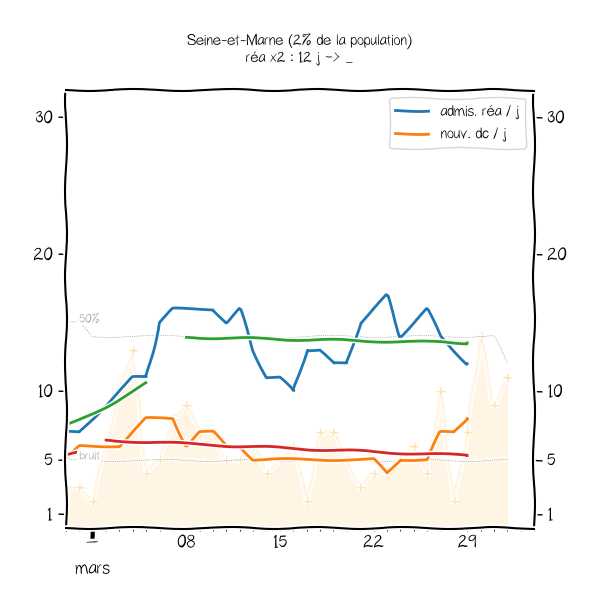 Seine-et-Marne (2% de la population)
réa x2 : 12 j -> _
admis. réa / j
nouv. dc / j
30
30
20
20
50%
10
10
bruit
5
5
1
1
1
08
15
22
29
mars